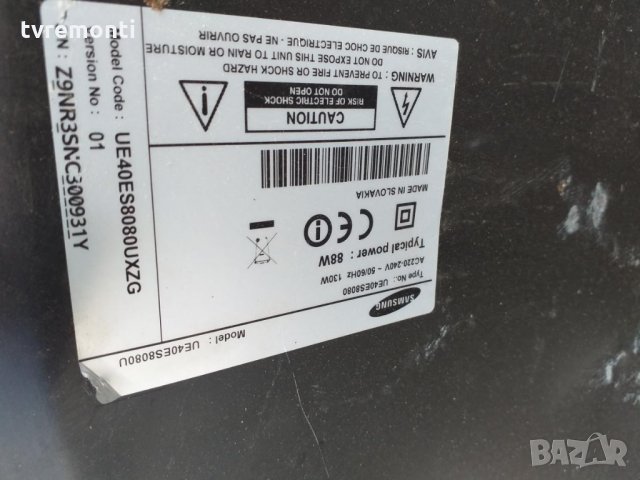 SAMSUNG
Model : UE40ES8080U
Type No.: UE40ES8080
AC220-240V ~ 50/60Hz 130W
Typical power : 88W
MADE IN SLOVAKIA
CAUTION
RISK OF ELECTRIC SHOCK
DO NOT OPEN
WARNING : TO PREVENT FIRE OR SHOCK HAZRD
DO NOT EXPOSE THIS UNIT TO RAIN OR MOISTURE
AVIS : RISQUE DE CHOC ELECTRIQUE - NE PAS OUVRIR
Model Code : UE40ES8080UXZG
Version No : 01
Z9NR3SNC300931Y
tvremonti
BAZAR